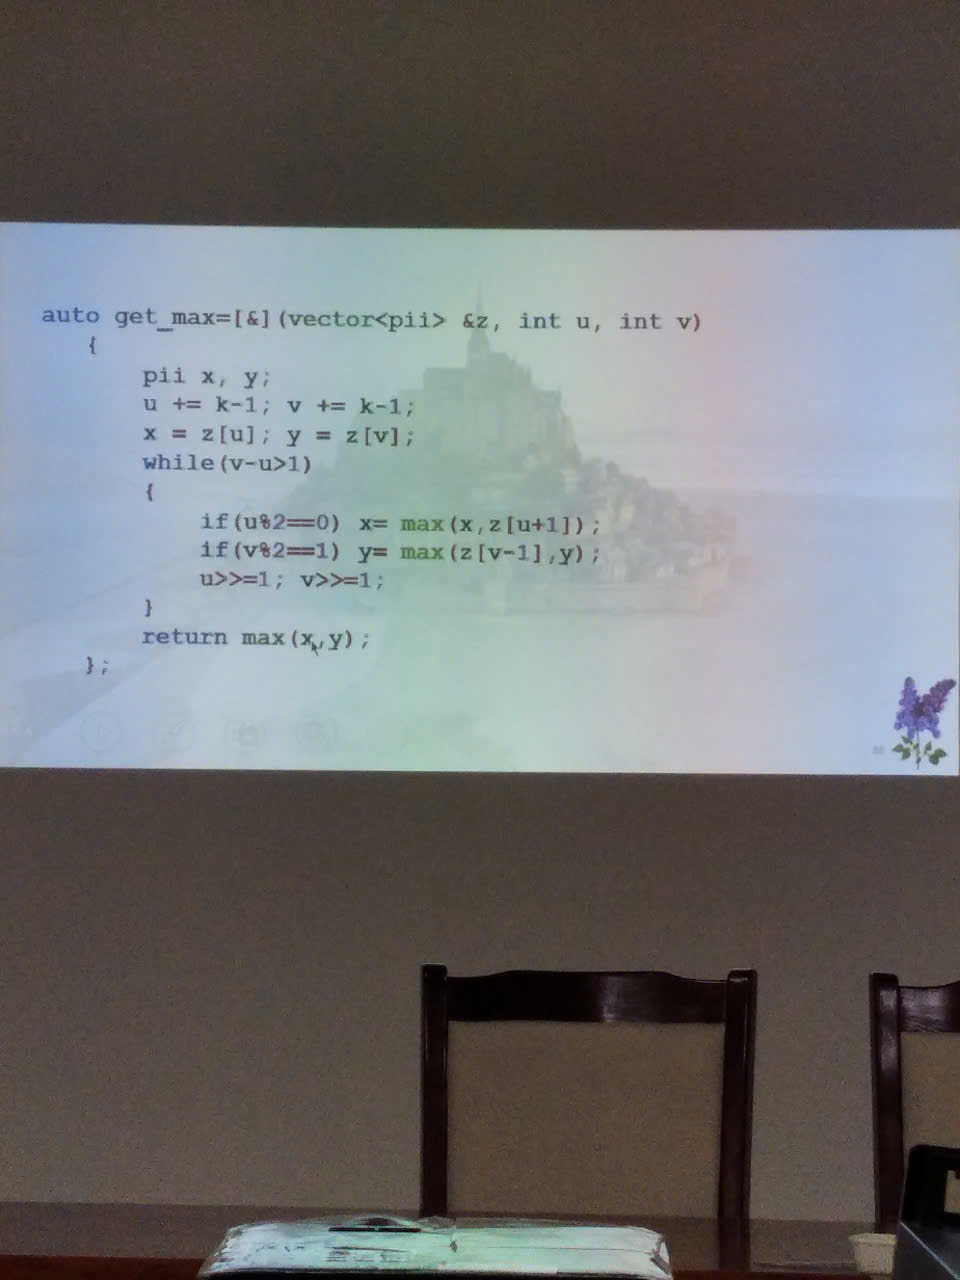 auto get_max=[&](vector<pii> &z, int u, int v)
{
pii x, y;
u += k-1; v += k-1;
x = z[u]; y = z[v];
while(v-u>1)
{
if(u%2==0) x= max(x,z[u+1]);
if(v%2==1) y= max(z[v-1],y);
u>>=1; v>>=1;
}
return max(x,y);
};